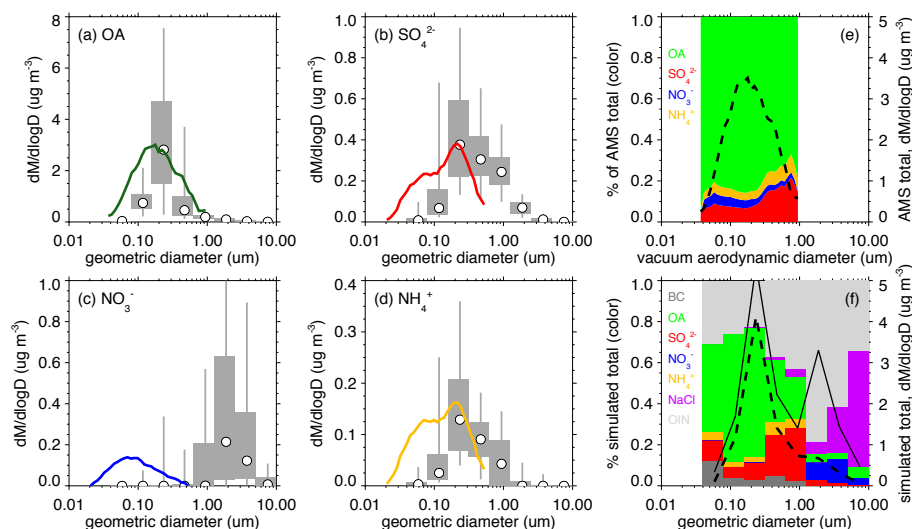 (a) OA
dM/dlogD (ug m-3)
8
6
4
2
0.0
0.01 0.10 1.00 10.00
geometric diameter (um)
(b) SO4 2-
dM/dlogD (ug m-3)
1.0
0.8
0.6
0.4
0.2
0.0
0.01 0.10 1.00 10.00
geometric diameter (um)
(e)
OA
SO4 2-
NO3 -
NH4 +
% of AMS total (color)
1.0
0.8
0.6
0.4
0.2
0.0
AMS total, dM/dlogD (ug m-3)
5
4
3
2
1
0
0.01 0.10 1.00 10.00
vacuum aerodynamic diameter (um)
(c) NO3 -
dM/dlogD (ug m-3)
1.0
0.8
0.6
0.4
0.2
0.0
0.01 0.10 1.00 10.00
geometric diameter (um)
(d) NH4 +
dM/dlogD (ug m-3)
0.4
0.3
0.2
0.1
0.0
0.01 0.10 1.00 10.00
geometric diameter (um)
(f)
BC
OA
SO4 2-
NO3 -
NH4 +
NaCl
OIN
% simulated total (color)
1.0
0.8
0.6
0.4
0.2
0.0
simulated total, dM/dlogD (ug m-3)
5
4
3
2
1
0
0.01 0.10 1.00 10.00
geometric diameter (um)